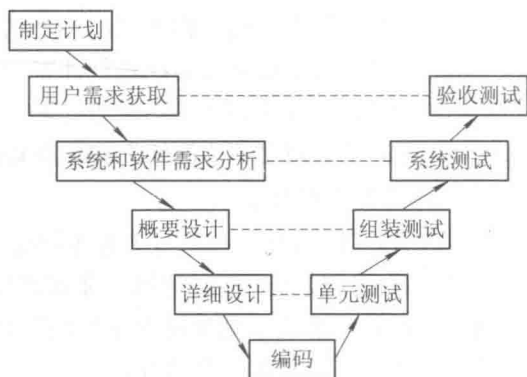 制定计划
用户需求获取
验收测试
系统和软件需求分析
系统测试
概要设计
组装测试
详细设计
单元测试
编码